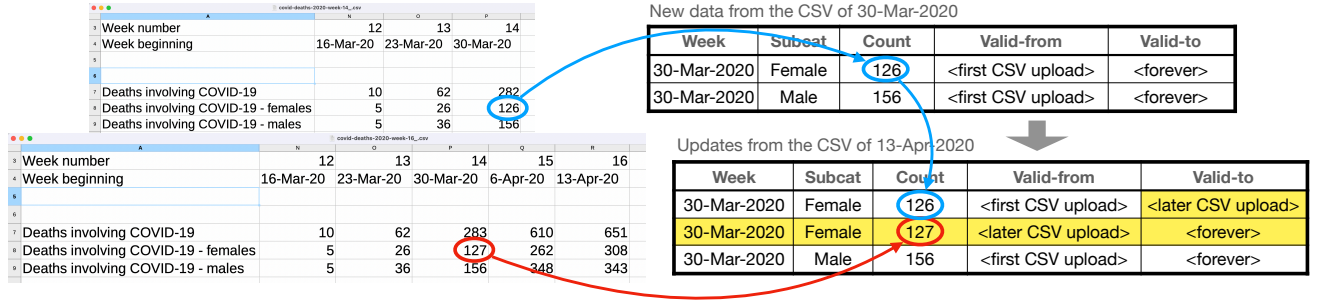 covid-deaths-2020-week-14_.csv
A N O P
3 Week number 12 13 14
4 Week beginning 16-Mar-20 23-Mar-20 30-Mar-20
5
6
7 Deaths involving COVID-19 10 62 282
8 Deaths involving COVID-19 - females 5 26 126
9 Deaths involving COVID-19 - males 5 36 156
covid-deaths-2020-week-16_.csv
A N O P Q R
3 Week number 12 13 14 15 16
4 Week beginning 16-Mar-20 23-Mar-20 30-Mar-20 6-Apr-20 13-Apr-20
5
6
7 Deaths involving COVID-19 10 62 283 610 651
8 Deaths involving COVID-19 - females 5 26 127 262 308
9 Deaths involving COVID-19 - males 5 36 156 348 343
New data from the CSV of 30-Mar-2020
Week Subcat Count Valid-from Valid-to
30-Mar-2020 Female 126 <first CSV upload> <forever>
30-Mar-2020 Male 156 <first CSV upload> <forever>
Updates from the CSV of 13-Apr-2020
Week Subcat Count Valid-from Valid-to
30-Mar-2020 Female 126 <first CSV upload> <later CSV upload>
30-Mar-2020 Female 127 <later CSV upload> <forever>
30-Mar-2020 Male 156 <first CSV upload> <forever>